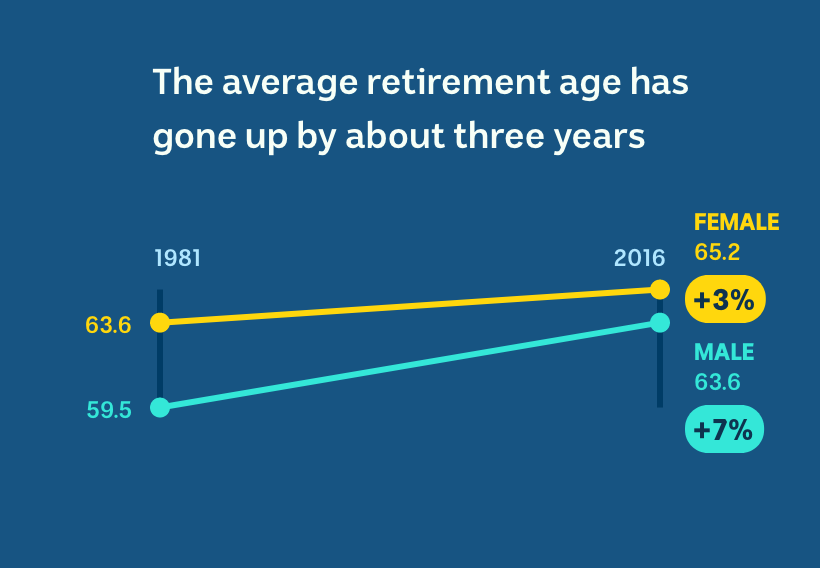 The average retirement age has
gone up by about three years
1981
2016
63.6
59.5
FEMALE
65.2
+3%
MALE
63.6
+7%